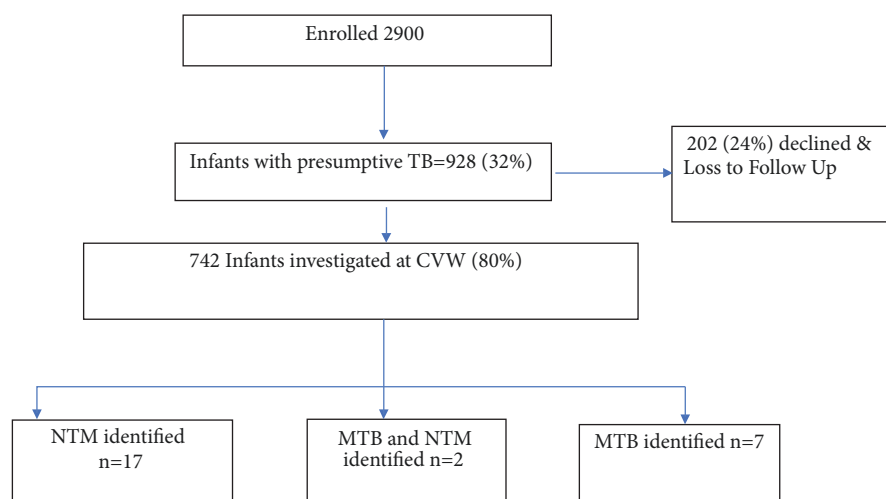 Enrolled 2900
Infants with presumptive TB=928 (32%)
202 (24%) declined &
Loss to Follow Up
742 Infants investigated at CVW (80%)
NTM identified
n=17
MTB and NTM
identified n=2
MTB identified n=7